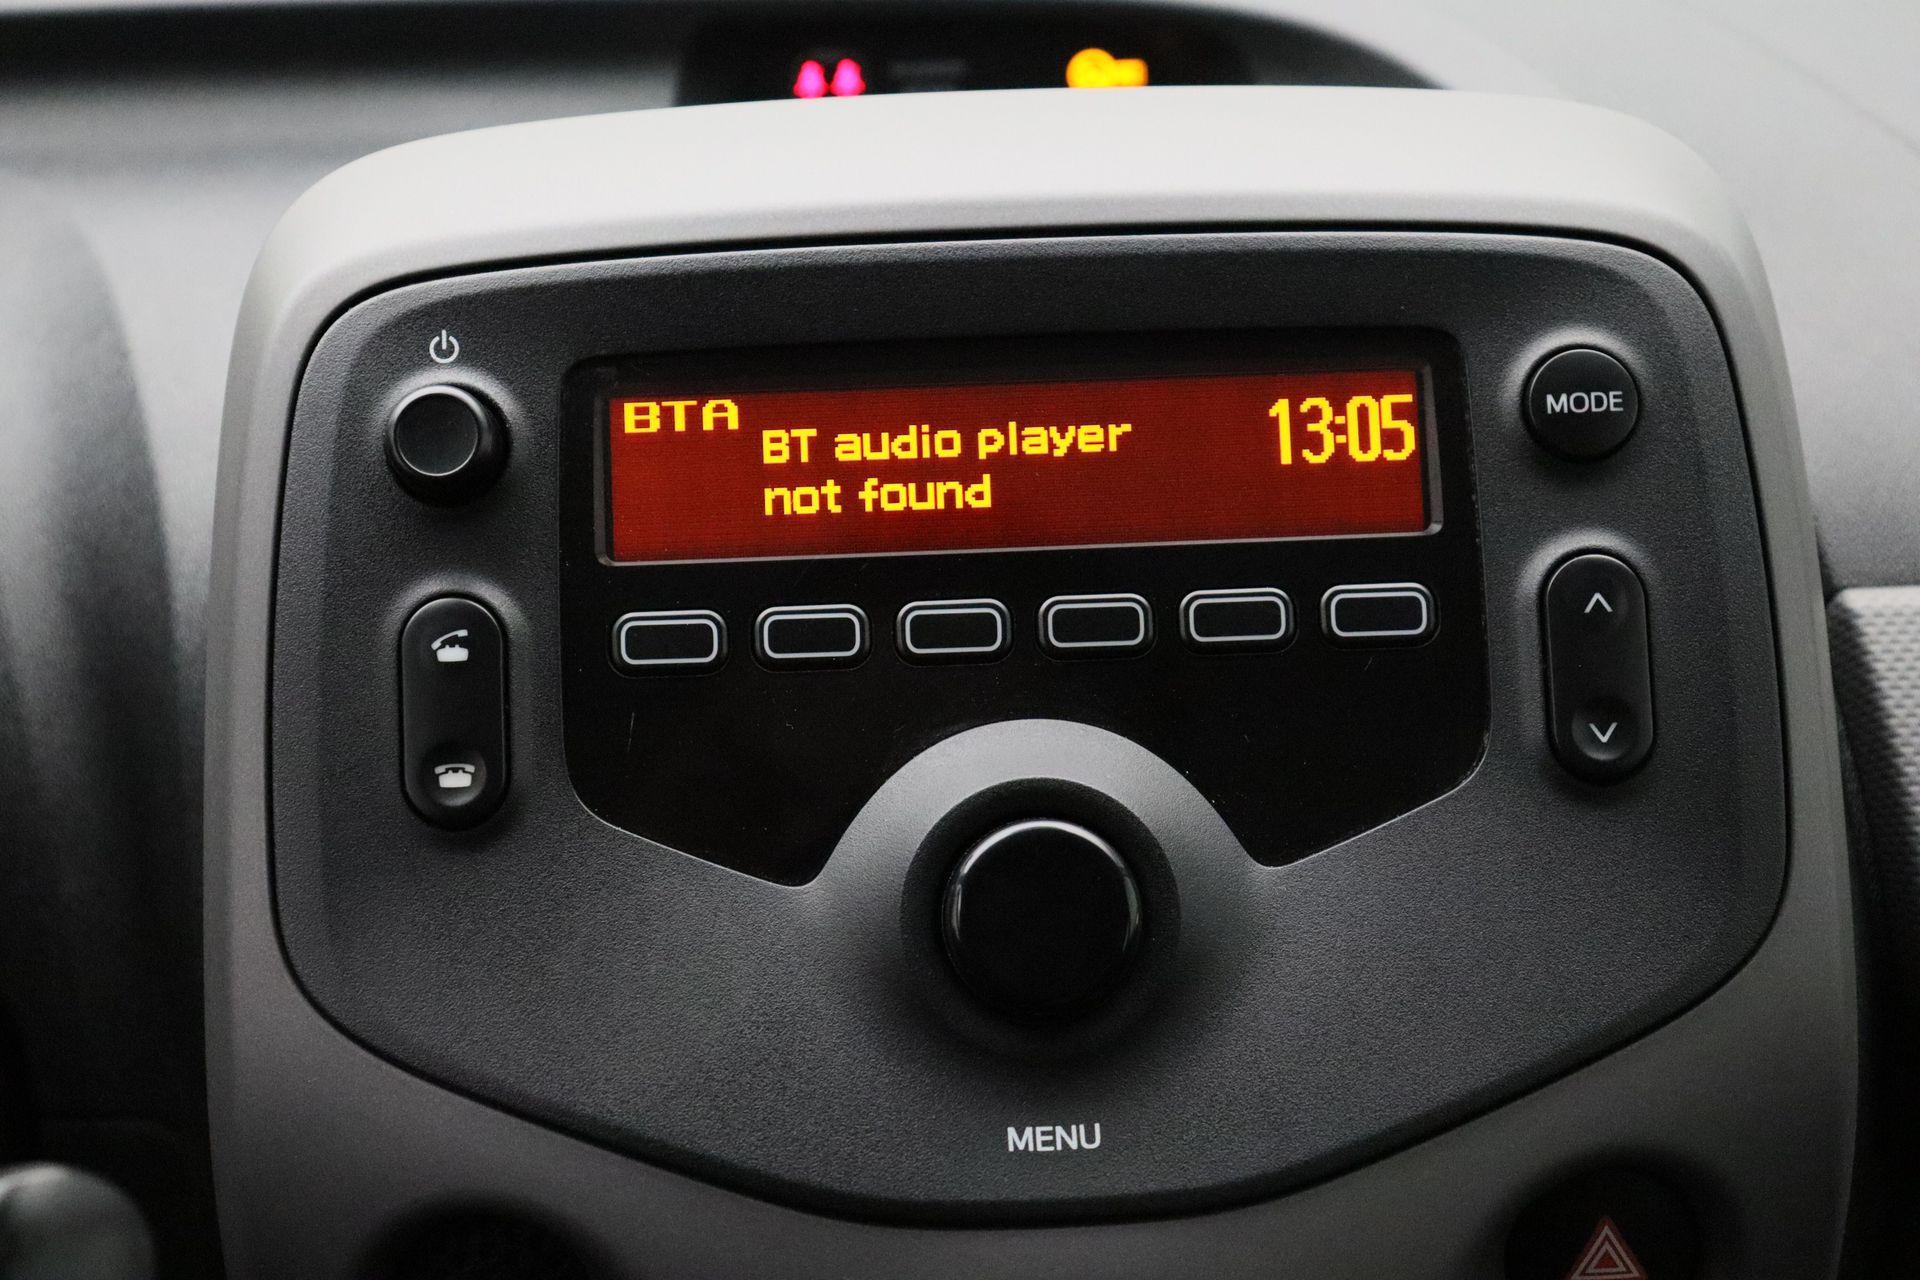 BTA
BT audio player
not found
13:05
MODE
MENU